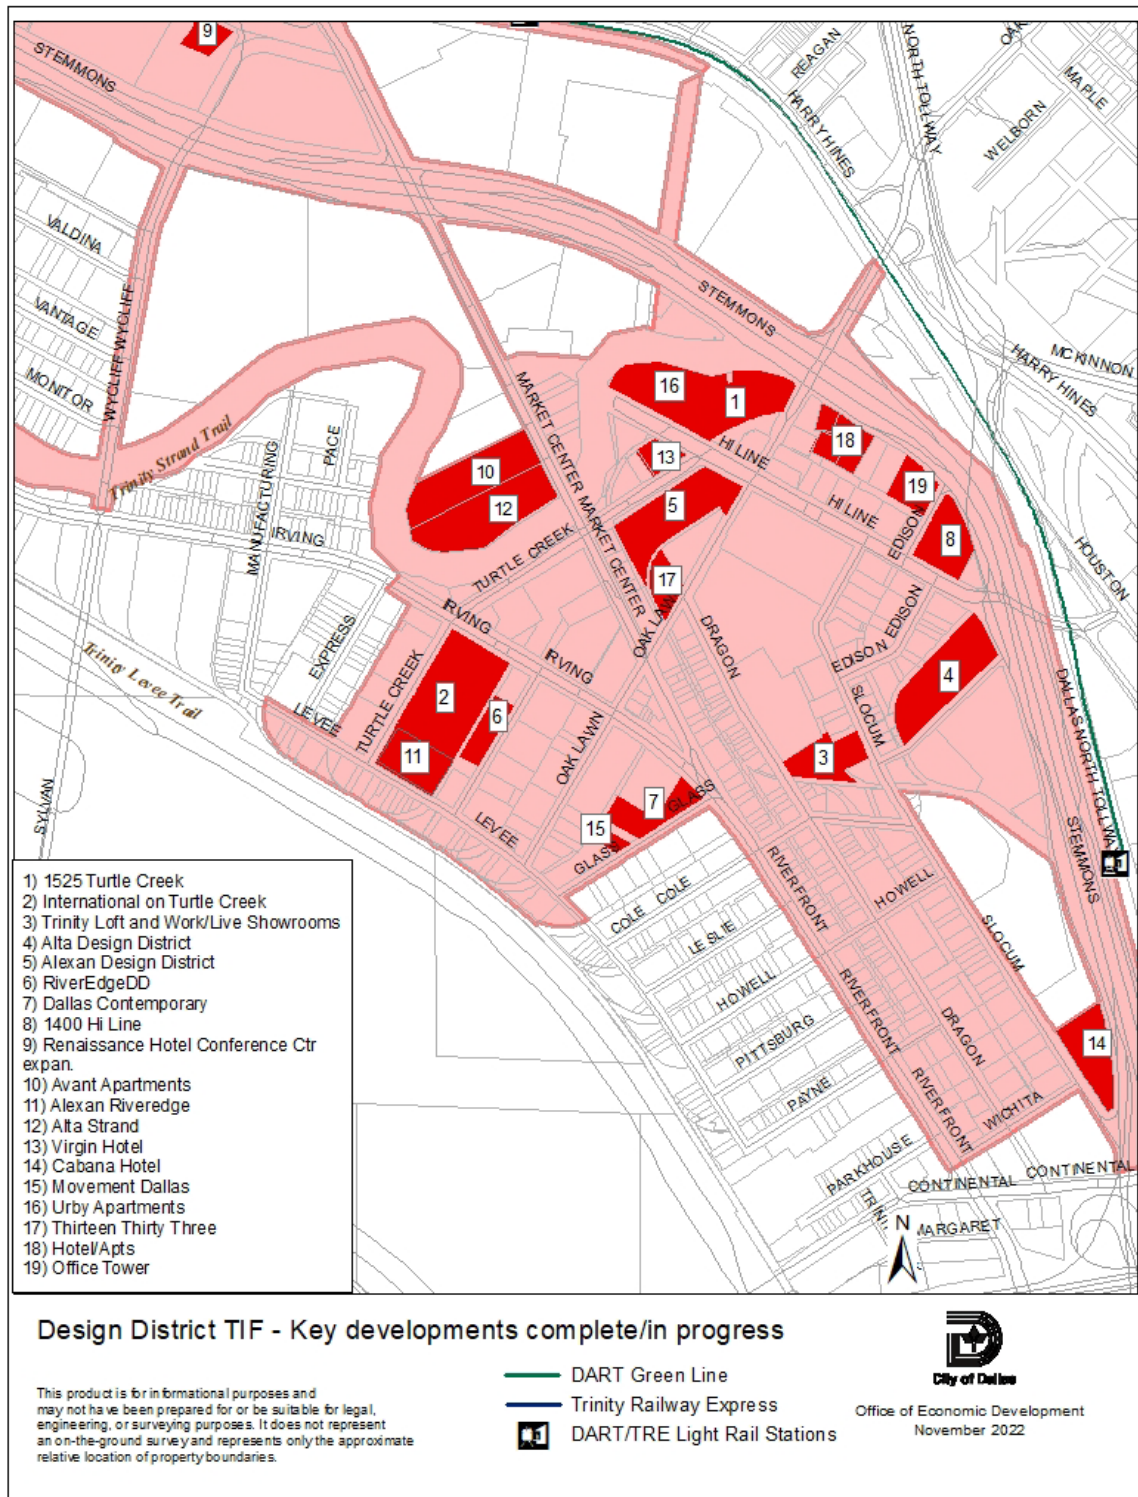 9
STEMMONS
REAGAN
OAK
NORTH TOLLWAY
MAPLE
HARRY HINES
WELBORN
VALDINA
VANTAGE
MONITOR
WYCLIFF WYCLIFF
STEMMONS
MCKINNON
HARRY HINES
Trinity Strand Trail
MANUFACTURING
PACE
IRVING
MARKET CENTER MARKET CENTER
16
1
HI LINE
18
13
10
12
5
19
HI LINE
EDISON
8
TURTLE CREEK
HOUSTON
17
IRVING
OAK LAWN
DRAGON
EDISON EDISON
EXPRESS
Trinity Levee Trail
LEVEE
TURTLE CREEK
2
6
IRVING
4
SLOCUM
DALLAS NORTH TOLLWA
11
OAK LAWN
3
SYLVAN
LEVEE
7
GLASS
15
GLASS
STEMMONS
RIVERFRONT
HOWELL
COLE COLE
LESLIE
SLOCUM
HOWELL
RIVERFRONT
DRAGON
14
PITTSBURG
PAYNE
RIVERFRONT
WICHITA
PARKHOUSE
CONTINENTAL CONTINENTAL
TRIN
MARGARET
N
1) 1525 Turtle Creek
2) International on Turtle Creek
3) Trinity Loft and Work/Live Showrooms
4) Alta Design District
5) Alexan Design District
6) RiverEdgeDD
7) Dallas Contemporary
8) 1400 Hi Line
9) Renaissance Hotel Conference Ctr
expan.
10) Avant Apartments
11) Alexan Riveredge
12) Alta Strand
13) Virgin Hotel
14) Cabana Hotel
15) Movement Dallas
16) Urby Apartments
17) Thirteen Thirty Three
18) Hotel/Apts
19) Office Tower
Design District TIF - Key developments complete/in progress
This product is for informational purposes and
may not have been prepared for or be suitable for legal,
engineering, or surveying purposes. It does not represent
an on-the-ground survey and represents only the approximate
relative location of property boundaries.
DART Green Line
Trinity Railway Express
DART/TRE Light Rail Stations
City of Dallas
Office of Economic Development
November 2022